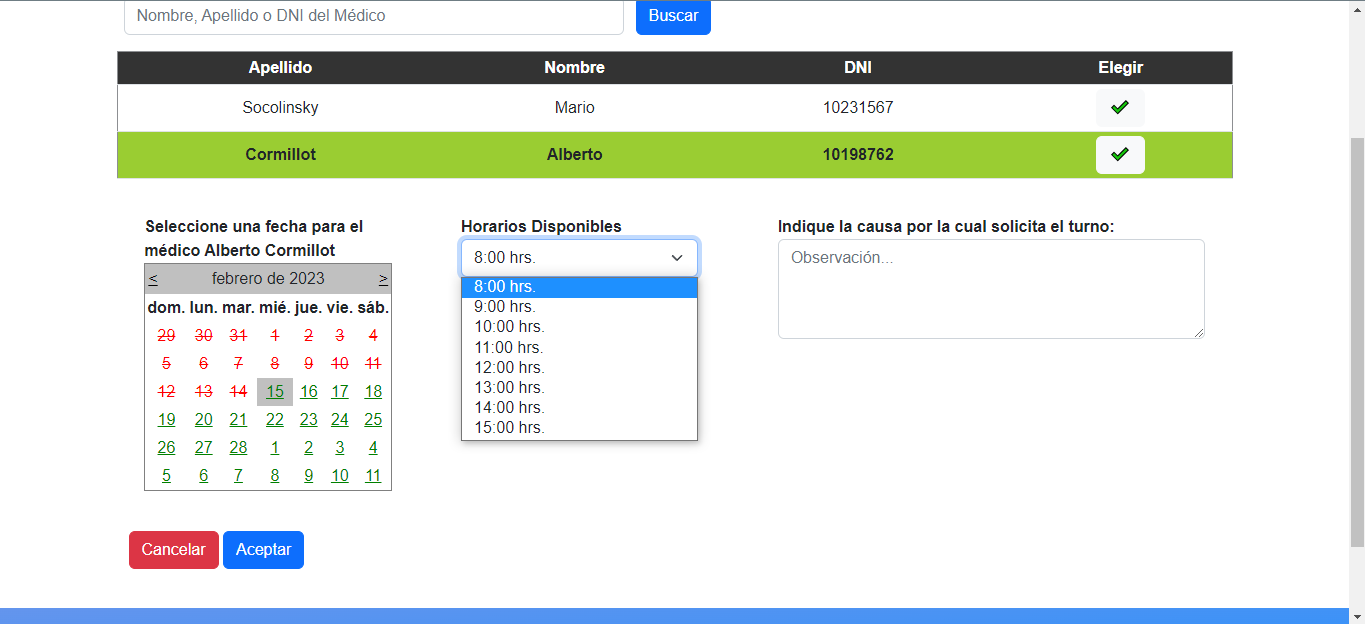 Nombre, Apellido o DNI del Médico Buscar
Apellido Nombre DNI Elegir
Socolinsky Mario 10231567
Cormillot Alberto 10198762
Seleccione una fecha para el
médico Alberto Cormillot
< febrero de 2023 >
dom. lun. mar. mié. jue. vie. sáb.
29 30 31 1 2 3 4
5 6 7 8 9 10 11
12 13 14 15 16 17 18
19 20 21 22 23 24 25
26 27 28 1 2 3 4
5 6 7 8 9 10 11
Horarios Disponibles
8:00 hrs.
8:00 hrs.
9:00 hrs.
10:00 hrs.
11:00 hrs.
12:00 hrs.
13:00 hrs.
14:00 hrs.
15:00 hrs.
Indique la causa por la cual solicita el turno:
Observación...
Cancelar Aceptar